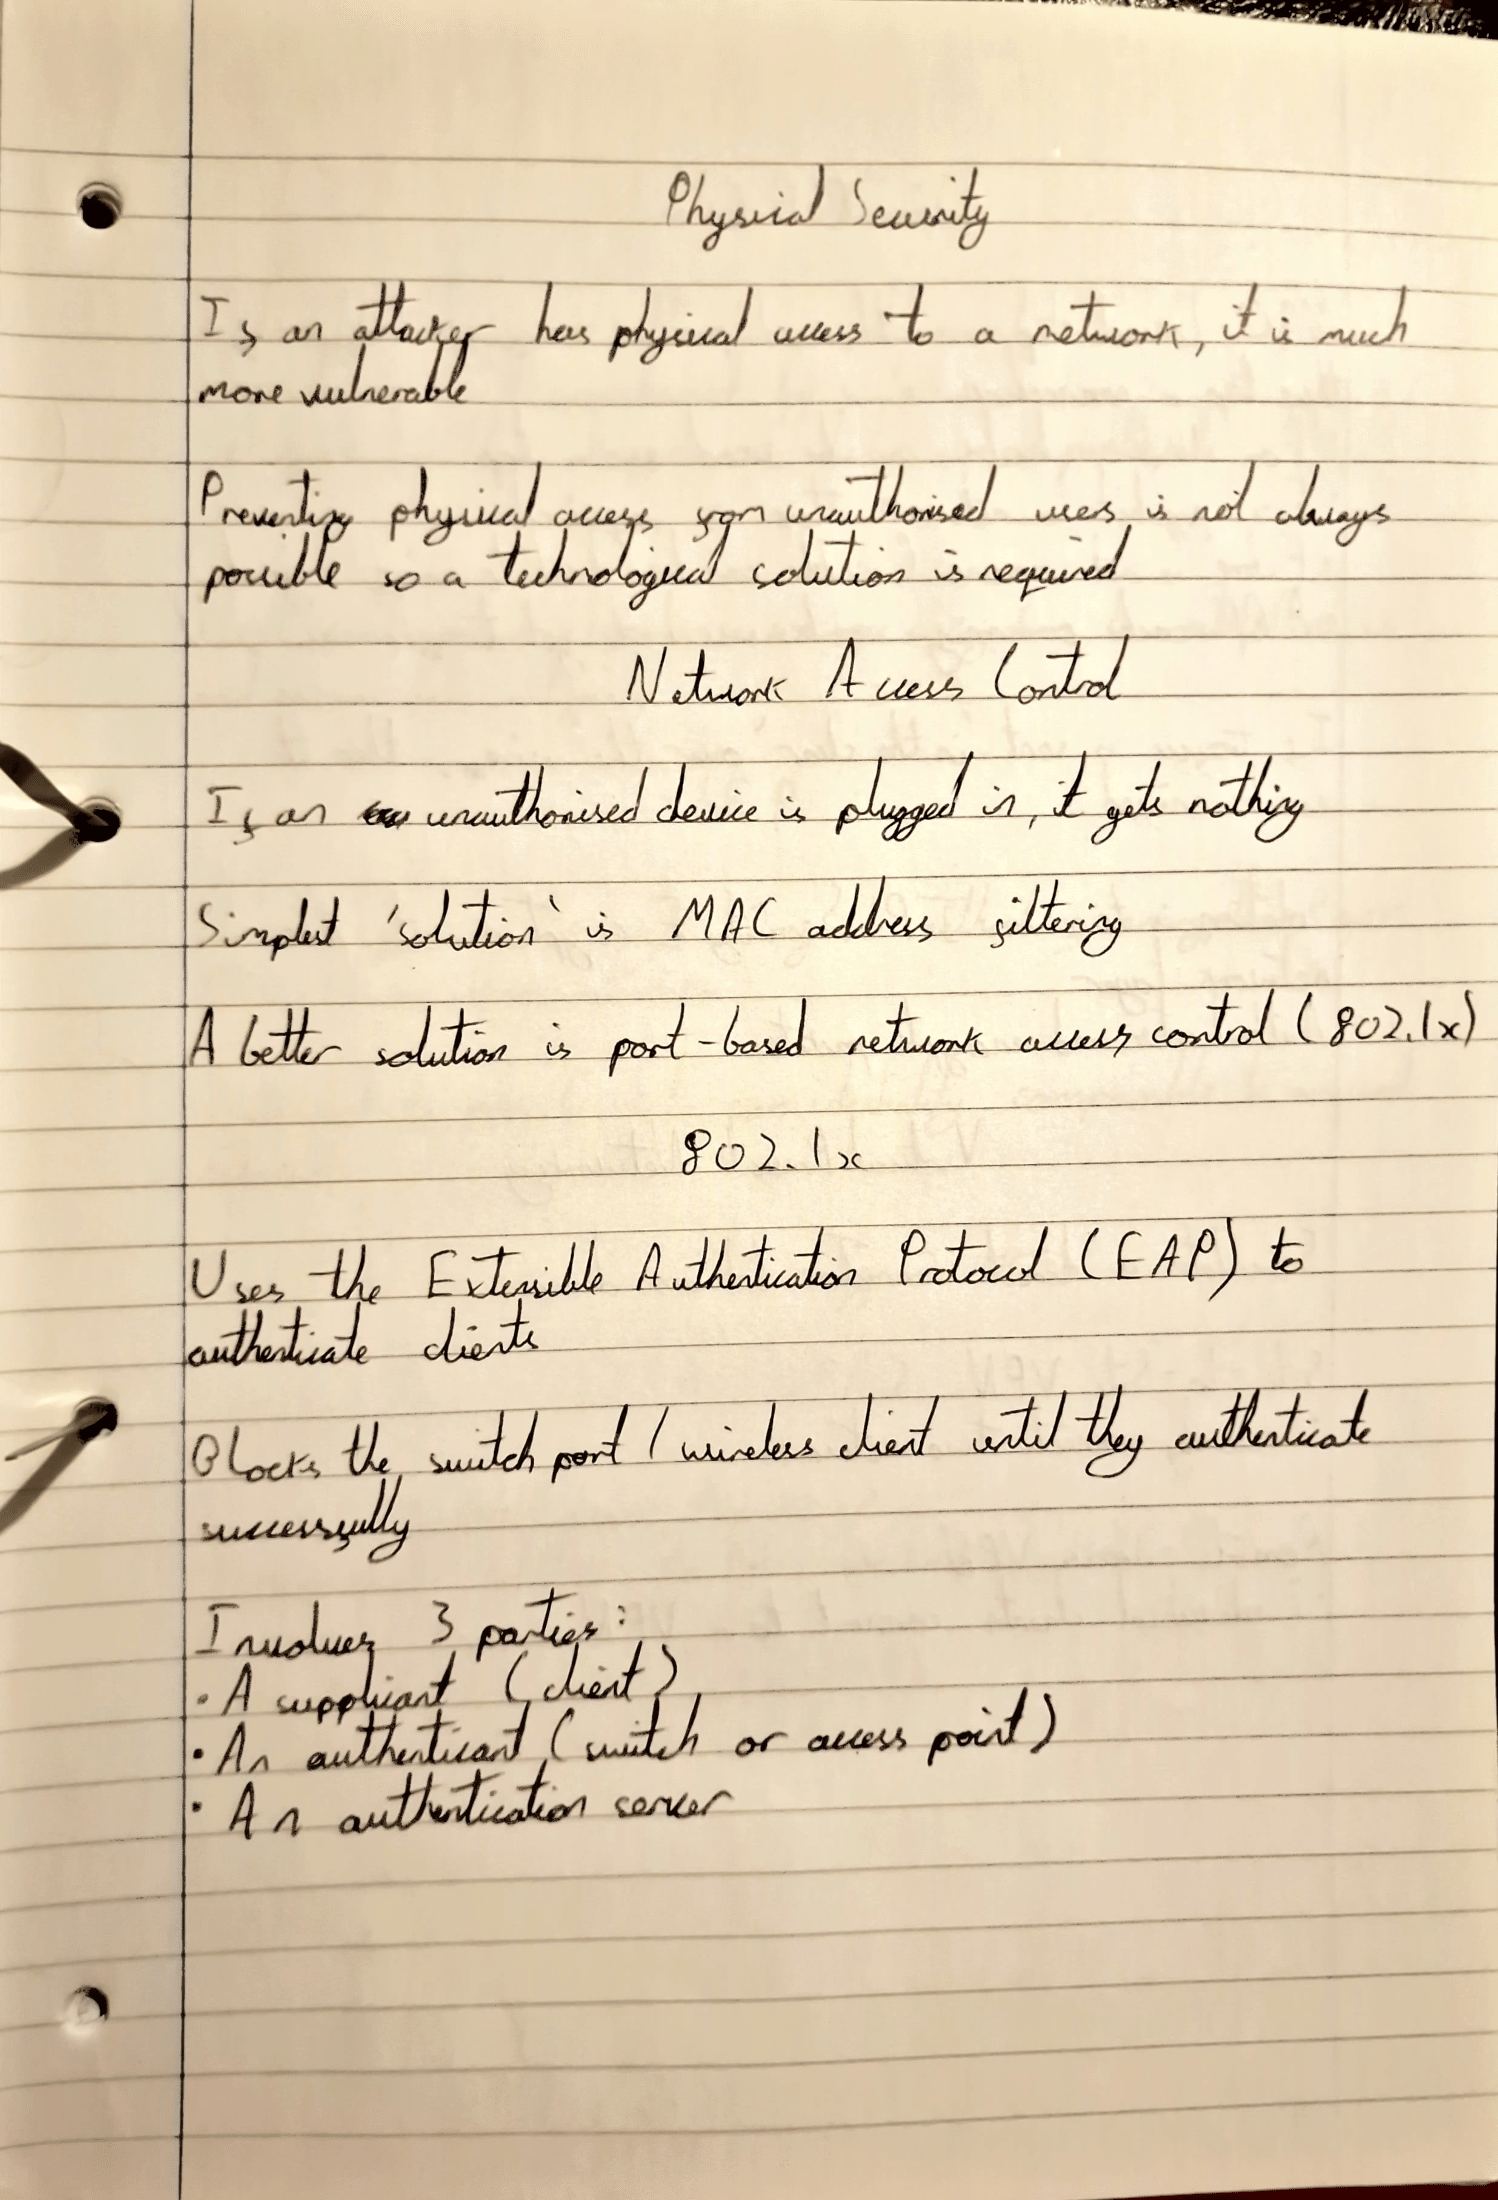 Physical Security
If an attacker has physical access to a network, it is much
more vulnerable
Preventing physical access from unauthorised users is not always
possible so a technological solution is required
Network Access Control
If an unauthorised device is plugged in, it gets nothing
Simplest 'solution' is MAC address filtering
A better solution is port-based network access control (802.1x)
802.1x
Uses the Extensible Authentication Protocol (EAP) to
authenticate clients
Blocks the switch port / wireless client until they authenticate
successfully
Involves 3 parties:
• A supplicant (client)
• An authenticant (switch or access point)
• An authentication server